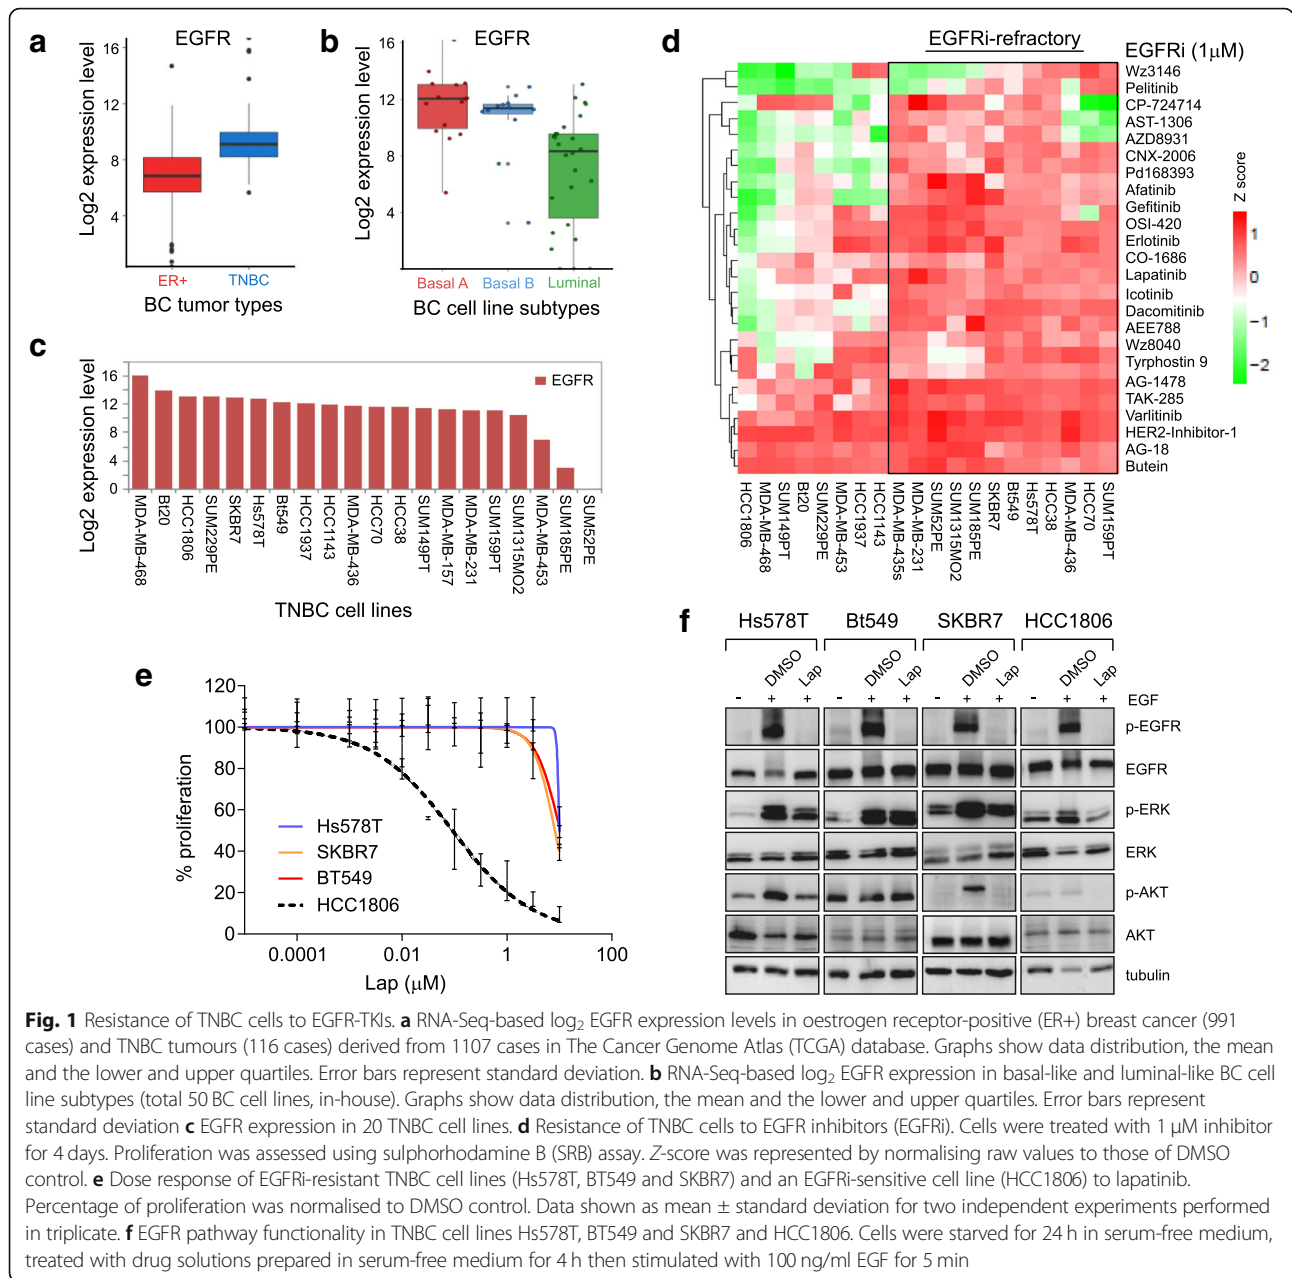 a
EGFR
Log2 expression level
16
12
8
4
ER+
TNBC
BC tumor types
b
EGFR
Log2 expression level
16
12
8
4
Basal A
Basal B
Luminal
BC cell line subtypes
c
Log2 expression level
16
12
8
4
0
EGFR
MDA-MB-468
Bt20
HCC1806
SUM229PE
SKBR7
Hs578T
Bt549
HCC1937
HCC1143
MDA-MB-436
HCC70
HCC38
SUM149PT
MDA-MB-157
MDA-MB-231
SUM159PT
SUM1315MO2
MDA-MB-453
SUM185PE
SUM52PE
TNBC cell lines
d
EGFRi-refractory
EGFRi (1μM)
Wz3146
Pelitinib
CP-724714
AST-1306
AZD8931
CNX-2006
Pd168393
Afatinib
Gefitinib
OSI-420
Erlotinib
CO-1686
Lapatinib
Icotinib
Dacomitinib
AEE788
Wz8040
Tyrphostin 9
AG-1478
TAK-285
Varlitinib
HER2-Inhibitor-1
AG-18
Butein
HCC1806
MDA-MB-468
SUM149PT
Bt20
SUM229PE
MDA-MB-453
HCC1937
HCC1143
MDA-MB-435s
MDA-MB-231
SUM52PE
SUM1315MO2
SUM185PE
SKBR7
Bt549
Hs578T
HCC38
MDA-MB-436
HCC70
SUM159PT
Z score
1
0
−1
−2
e
% proliferation
120
100
80
60
40
20
0
Hs578T
SKBR7
BT549
HCC1806
0.0001
0.01
1
100
Lap (μM)
f
Hs578T Bt549 SKBR7 HCC1806
DMSO Lap DMSO Lap DMSO Lap DMSO Lap
- + + - + + - + + - + + EGF
p-EGFR
EGFR
p-ERK
ERK
p-AKT
AKT
tubulin
Fig. 1 Resistance of TNBC cells to EGFR-TKIs. a RNA-Seq-based log₂ EGFR expression levels in oestrogen receptor-positive (ER+) breast cancer (991
cases) and TNBC tumours (116 cases) derived from 1107 cases in The Cancer Genome Atlas (TCGA) database. Graphs show data distribution, the mean
and the lower and upper quartiles. Error bars represent standard deviation. b RNA-Seq-based log₂ EGFR expression in basal-like and luminal-like BC cell
line subtypes (total 50 BC cell lines, in-house). Graphs show data distribution, the mean and the lower and upper quartiles. Error bars represent
standard deviation c EGFR expression in 20 TNBC cell lines. d Resistance of TNBC cells to EGFR inhibitors (EGFRi). Cells were treated with 1 μM inhibitor
for 4 days. Proliferation was assessed using sulphorhodamine B (SRB) assay. Z-score was represented by normalising raw values to those of DMSO
control. e Dose response of EGFRi-resistant TNBC cell lines (Hs578T, BT549 and SKBR7) and an EGFRi-sensitive cell line (HCC1806) to lapatinib.
Percentage of proliferation was normalised to DMSO control. Data shown as mean ± standard deviation for two independent experiments performed
in triplicate. f EGFR pathway functionality in TNBC cell lines Hs578T, BT549 and SKBR7 and HCC1806. Cells were starved for 24 h in serum-free medium,
treated with drug solutions prepared in serum-free medium for 4 h then stimulated with 100 ng/ml EGF for 5 min